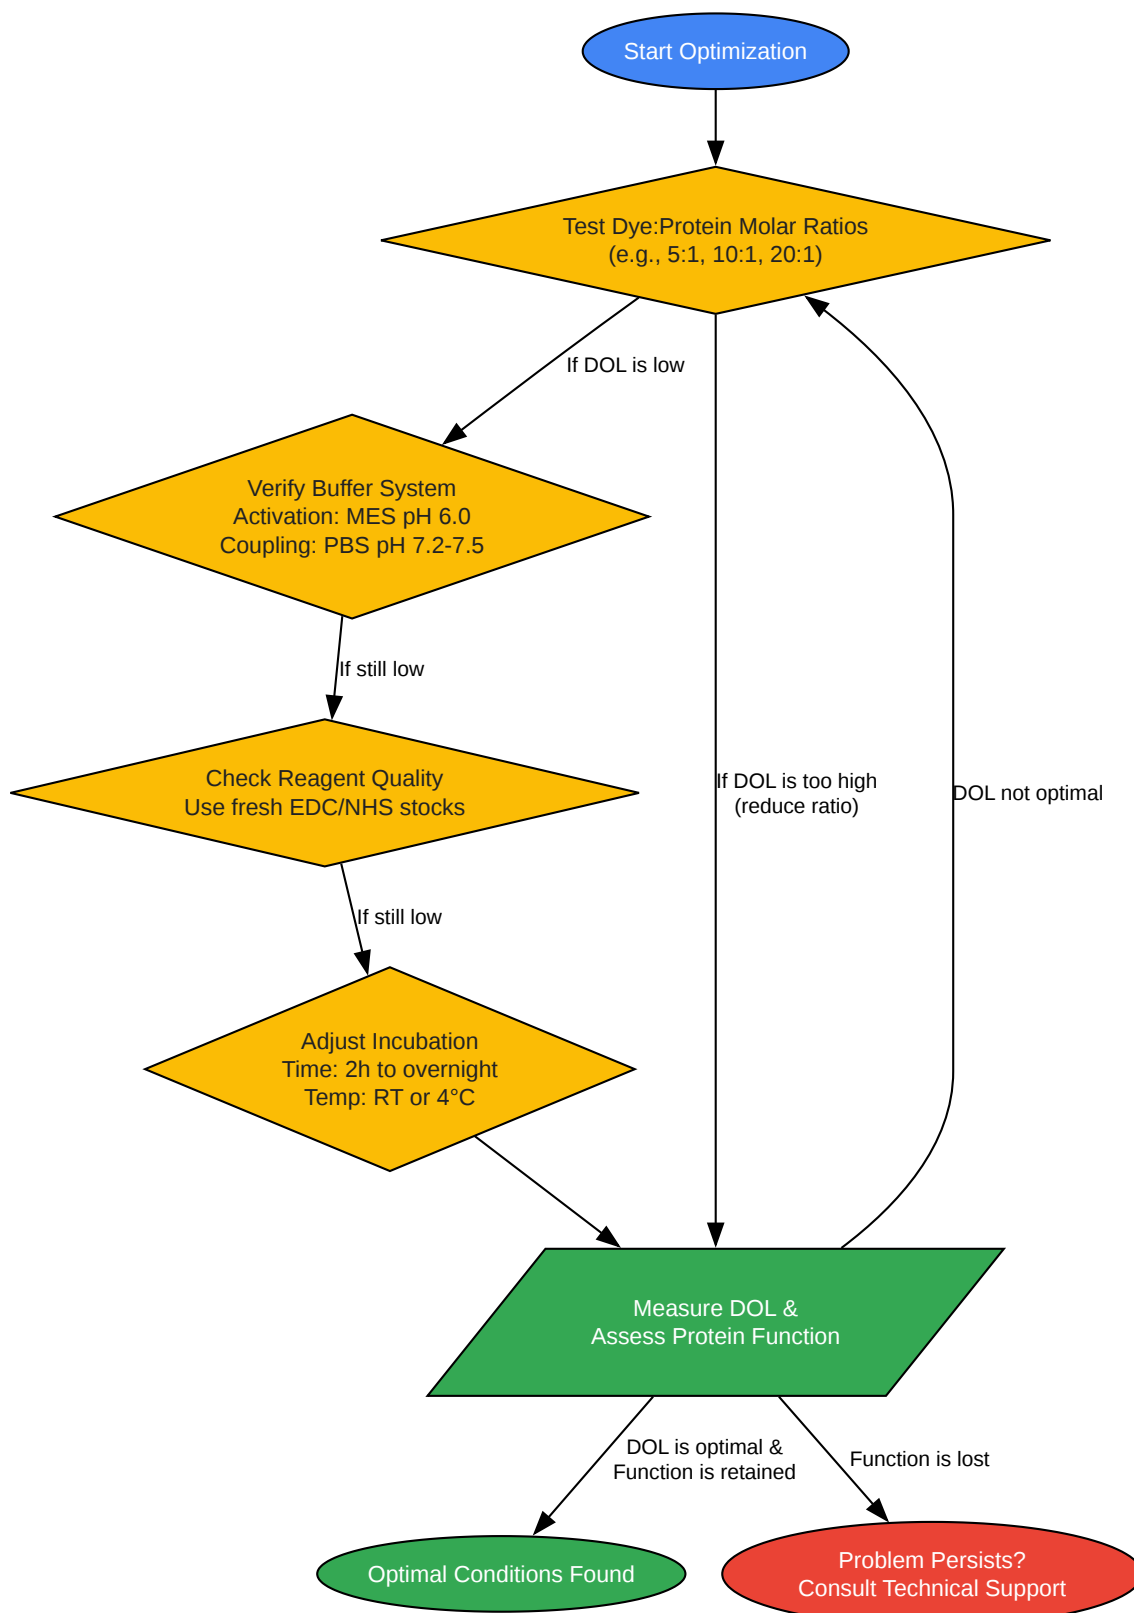 Start Optimization
Test Dye:Protein Molar Ratios
(e.g., 5:1, 10:1, 20:1)
If DOL is low
Verify Buffer System
Activation: MES pH 6.0
Coupling: PBS pH 7.2-7.5
If still low
Check Reagent Quality
Use fresh EDC/NHS stocks
If DOL is too high
(reduce ratio)
DOL not optimal
If still low
Adjust Incubation
Time: 2h to overnight
Temp: RT or 4°C
Measure DOL &
Assess Protein Function
DOL is optimal &
Function is retained
Function is lost
Optimal Conditions Found
Problem Persists?
Consult Technical Support